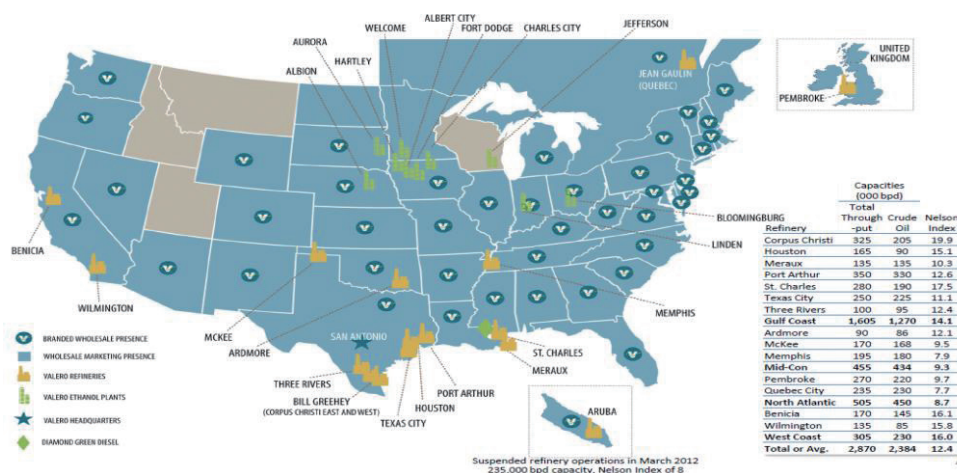 ALBERT CITY
WELCOME
FORT DODGE
JEFFERSON
AURORA
CHARLES CITY
HARTLEY
ALBION
JEAN GAULIN
(QUEBEC)
UNITED
KINGDOM
PEMBROKE
BENICIA
WILMINGTON
BLOOMINGBURG
LINDEN
MEMPHIS
MCKEE
ARDMORE
SAN ANTONIO
ST. CHARLES
MERAUX
THREE RIVERS
PORT ARTHUR
BILL GREEHEY
(CORPUS CHRISTI EAST AND WEST)
HOUSTON
TEXAS CITY
ARUBA
Suspended refinery operations in March 2012
235,000 bpd capacity, Nelson Index of 8
BRANDED WHOLESALE PRESENCE
WHOLESALE MARKETING PRESENCE
VALERO REFINERIES
VALERO ETHANOL PLANTS
VALERO HEADQUARTERS
DIAMOND GREEN DIESEL
Capacities
(000 bpd)
Total
Through Crude Nelson
Refinery -put Oil Index
Corpus Christi 325 205 19.9
Houston 165 90 15.1
Meraux 135 135 10.3
Port Arthur 350 330 12.6
St. Charles 280 190 17.5
Texas City 250 225 11.1
Three Rivers 100 95 12.4
Gulf Coast 1,605 1,270 14.1
Ardmore 90 86 12.1
McKee 170 168 9.5
Memphis 195 180 7.9
Mid-Con 455 434 9.3
Pembroke 270 220 9.7
Quebec City 235 230 7.7
North Atlantic 505 450 8.7
Benicia 170 145 16.1
Wilmington 135 85 15.8
West Coast 305 230 16.0
Total or Avg. 2,870 2,384 12.4